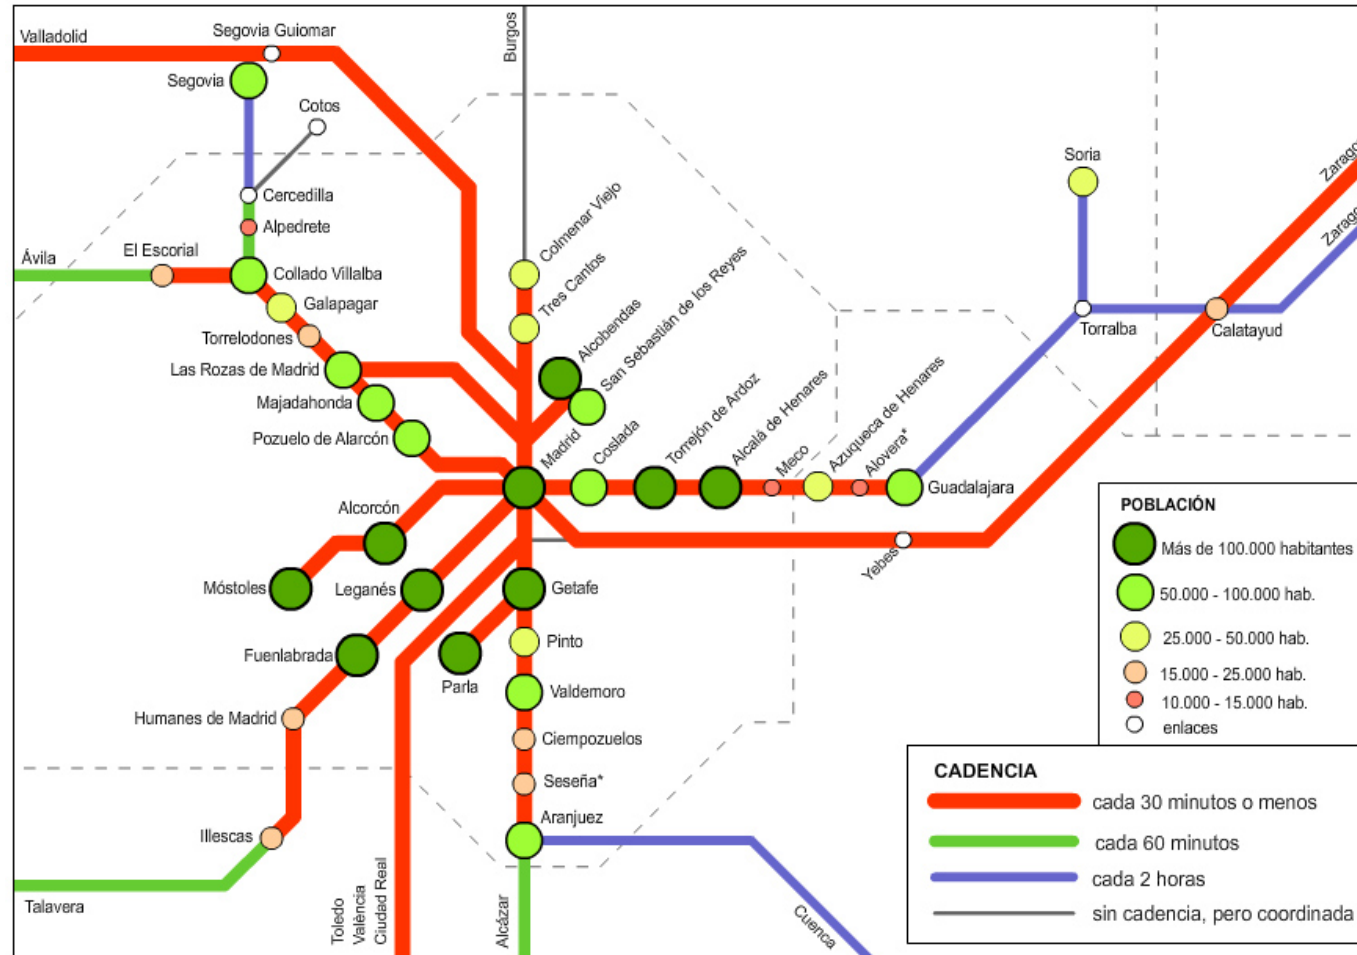 Valladolid
Segovia Guiomar
Burgos
Segovia
Cotos
Cercedilla
Alpedrete
Soria
Zarago
Zarago
Ávila
El Escorial
Collado Villalba
Colmenar Viejo
Galapagar
Tres Cantos
Torrelodones
Alcobendas
San Sebastián de los Reyes
Torralba
Calatayud
Las Rozas de Madrid
Majadahonda
Pozuelo de Alarcón
Madrid
Coslada
Torrejón de Ardoz
Alcalá de Henares
Meco
Azuqueca de Henares
Alovera*
Guadalajara
Alcorcón
Yebes
Móstoles
Leganés
Getafe
Fuenlabrada
Parla
Pinto
Valdemoro
Humanes de Madrid
Ciempozuelos
Seseña*
Illescas
Aranjuez
Talavera
Toledo
València
Ciudad Real
Alcázar
Cuenca
POBLACIÓN
Más de 100.000 habitantes
50.000 - 100.000 hab.
25.000 - 50.000 hab.
15.000 - 25.000 hab.
10.000 - 15.000 hab.
enlaces
CADENCIA
cada 30 minutos o menos
cada 60 minutos
cada 2 horas
sin cadencia, pero coordinada